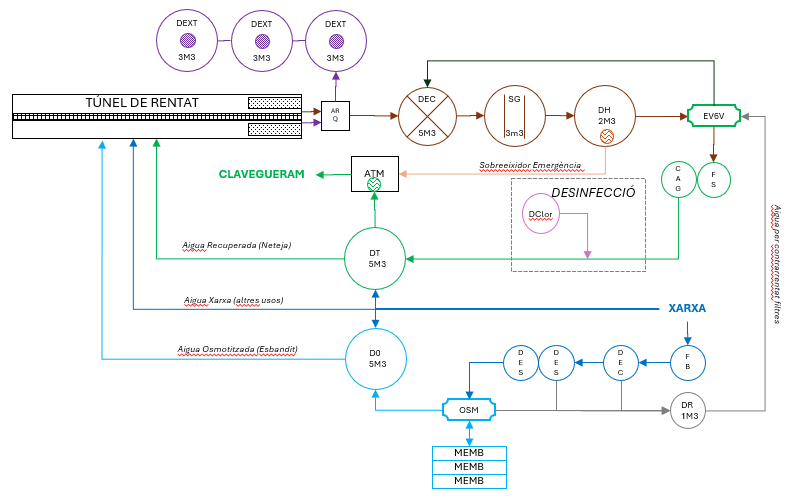 DEXT
3M3
DEXT
3M3
DEXT
3M3
TÚNEL DE RENTAT
AR
Q
DEC
5M3
SG
3m3
DH
2M3
EV6V
Sobreeixidor Emergència
CLAVEGUERAM
ATM
DESINFECCIÓ
DClor
C
A
G
F
S
Aigua per contrarrentat filtres
Aigua Recuperada (Neteja)
DT
5M3
Aigua Xarxa (altres usos)
XARXA
Aigua Osmotitzada (Esbandit)
D0
5M3
D
E
S
D
E
S
D
E
C
F
B
OSM
DR
1M3
MEMB
MEMB
MEMB